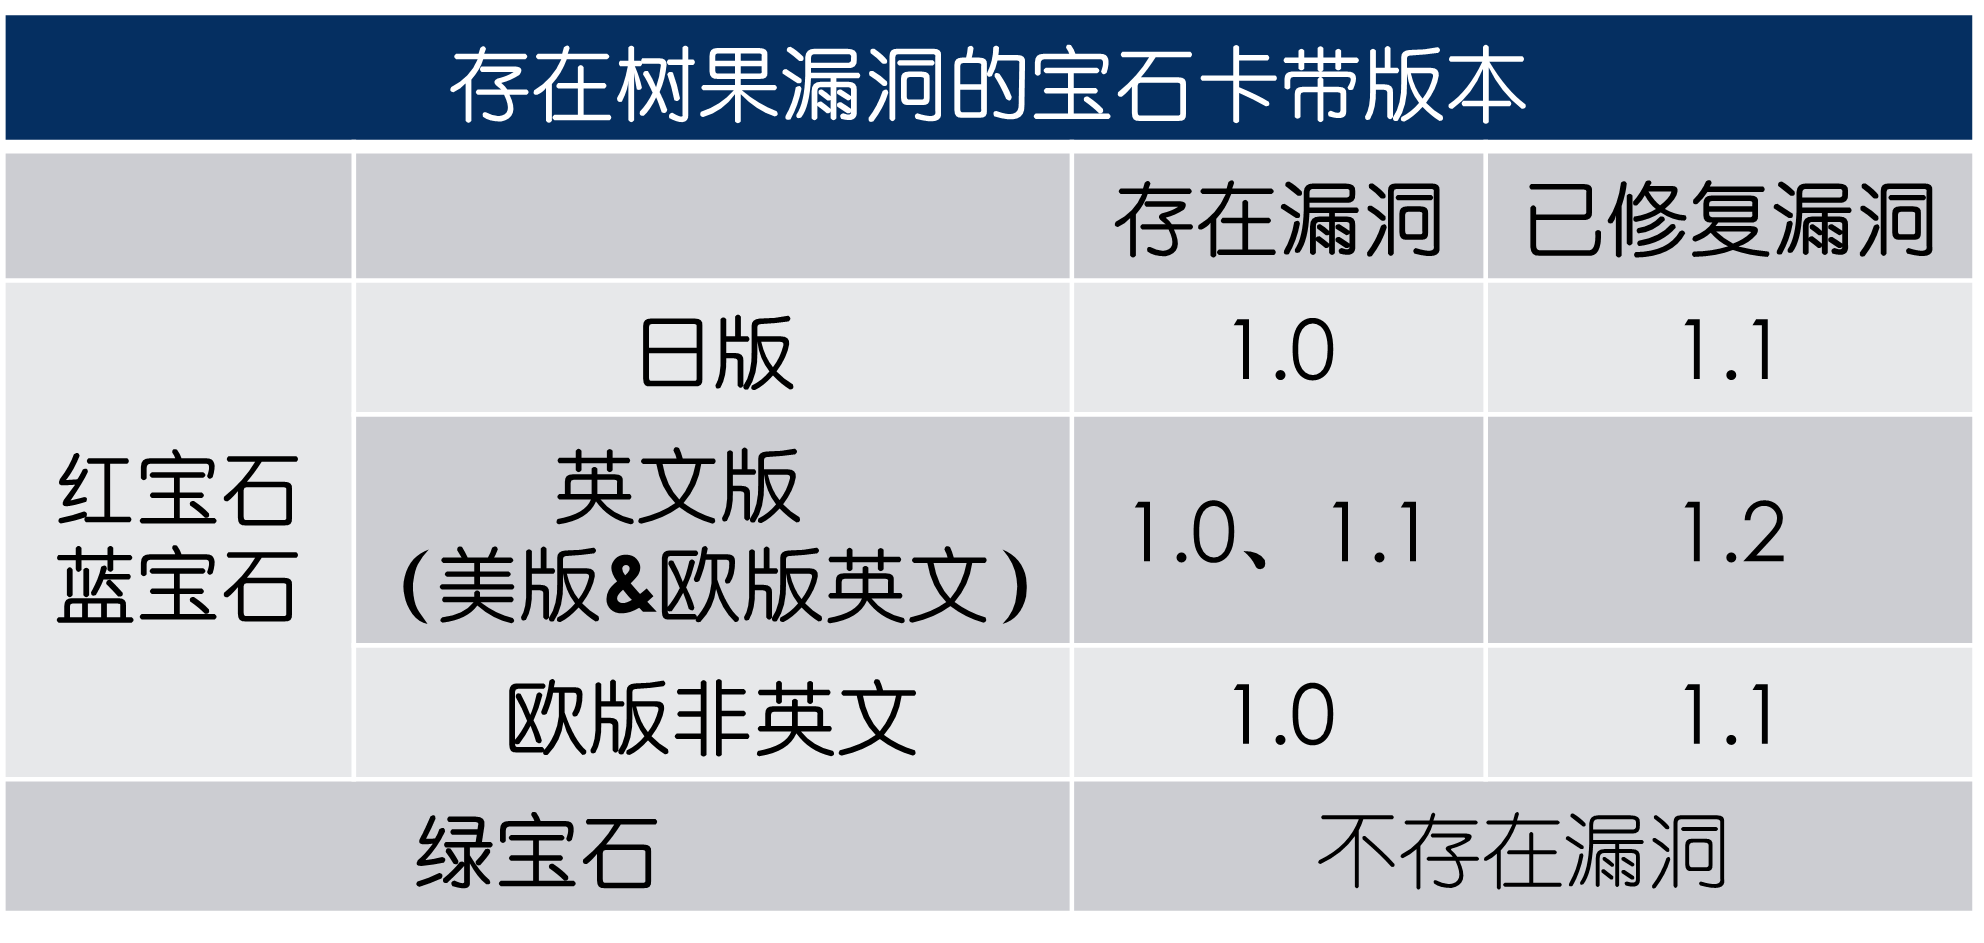 存在树果漏洞的宝石卡带版本
存在漏洞 已修复漏洞
红宝石
蓝宝石
日版 1.0 1.1
英文版
(美版&欧版英文) 1.0、1.1 1.2
欧版非英文 1.0 1.1
绿宝石 不存在漏洞